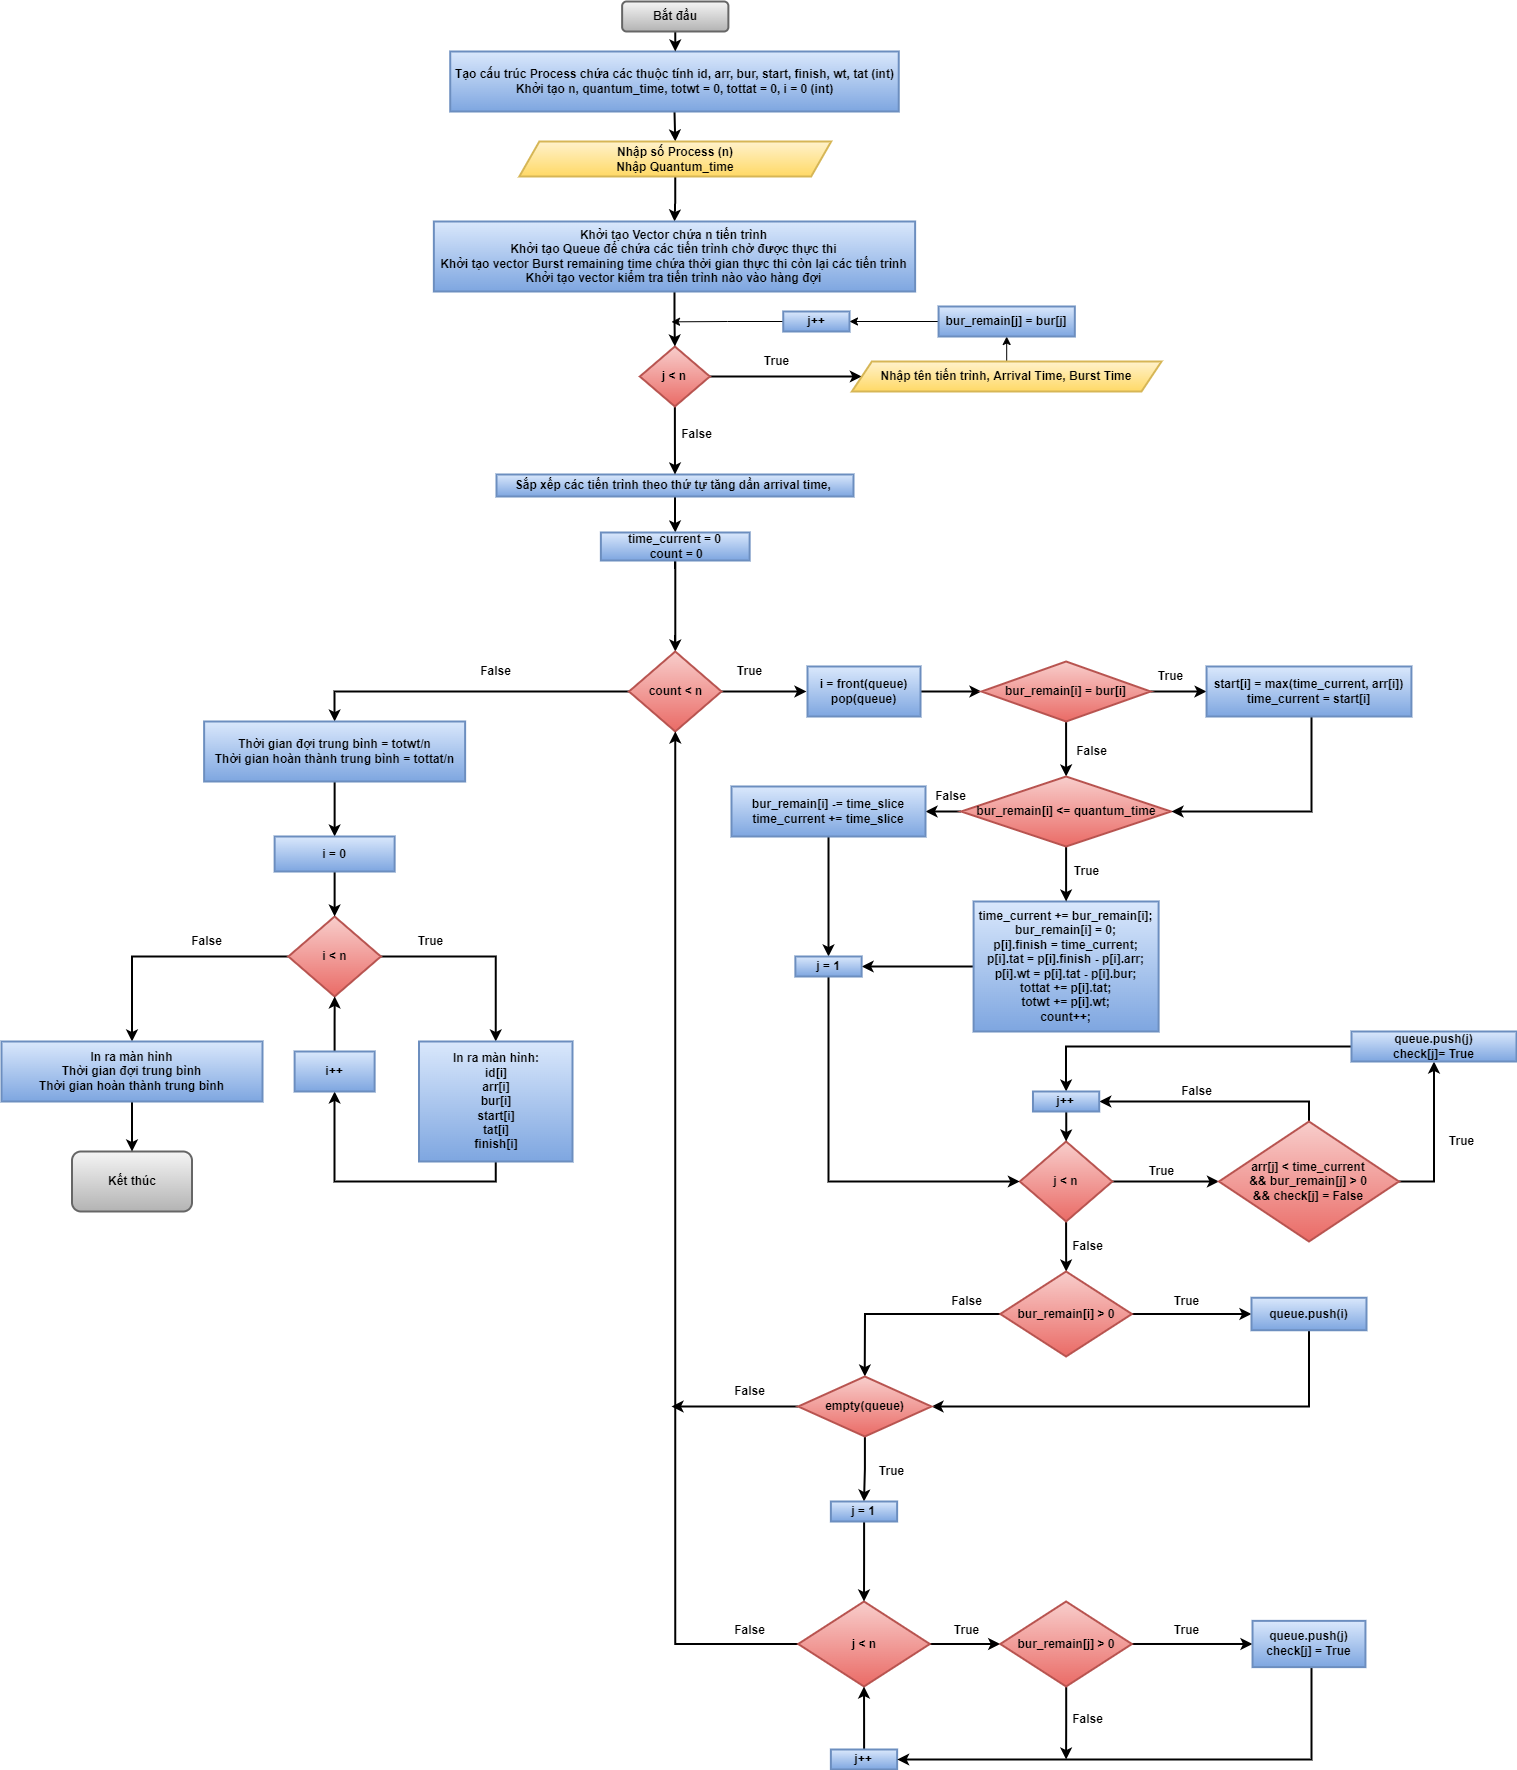 Bắt đầu
Tạo cấu trúc Process chứa các thuộc tính id, arr, bur, start, finish, wt, tat (int)
Khởi tạo n, quantum_time, totwt = 0, tottat = 0, i = 0 (int)
Nhập số Process (n)
Nhập Quantum_time
Khởi tạo Vector chứa n tiến trình
Khởi tạo Queue để chứa các tiến trình chờ được thực thi
Khởi tạo vector Burst remaining time chứa thời gian thực thi còn lại các tiến trình
Khởi tạo vector kiểm tra tiến trình nào vào hàng đợi
j++
bur_remain[j] = bur[j]
j < n
True
Nhập tên tiến trình, Arrival Time, Burst Time
False
Sắp xếp các tiến trình theo thứ tự tăng dần arrival time,
time_current = 0
count = 0
False
count < n
True
i = front(queue)
pop(queue)
bur_remain[i] = bur[i]
True
start[i] = max(time_current, arr[i])
time_current = start[i]
False
Thời gian đợi trung bình = totwt/n
Thời gian hoàn thành trung bình = tottat/n
bur_remain[i] -= time_slice
time_current += time_slice
False
bur_remain[i] <= quantum_time
True
i = 0
time_current += bur_remain[i];
bur_remain[i] = 0;
p[i].finish = time_current;
p[i].tat = p[i].finish - p[i].arr;
p[i].wt = p[i].tat - p[i].bur;
tottat += p[i].tat;
totwt += p[i].wt;
count++;
j = 1
False
i < n
True
In ra màn hình
Thời gian đợi trung bình
Thời gian hoàn thành trung bình
i++
In ra màn hình:
id[i]
arr[i]
bur[i]
start[i]
tat[i]
finish[i]
Kết thúc
queue.push(j)
check[j]= True
j++
False
True
j < n
True
arr[j] < time_current
&& bur_remain[j] > 0
&& check[j] = False
False
bur_remain[i] > 0
False
True
queue.push(i)
False
empty(queue)
True
j = 1
False
j < n
True
bur_remain[j] > 0
True
queue.push(j)
check[j] = True
False
j++